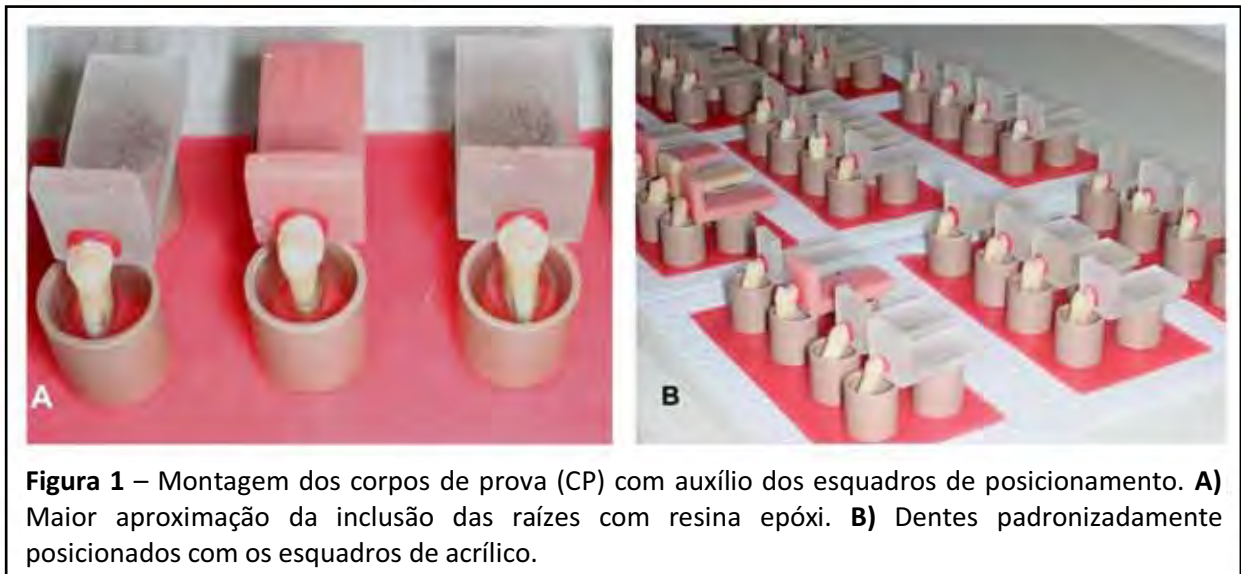 A
B
Figura 1 – Montagem dos corpos de prova (CP) com auxílio dos esquadros de posicionamento. A)
Maior aproximação da inclusão das raízes com resina epóxi. B) Dentes padronizadamente
posicionados com os esquadros de acrílico.